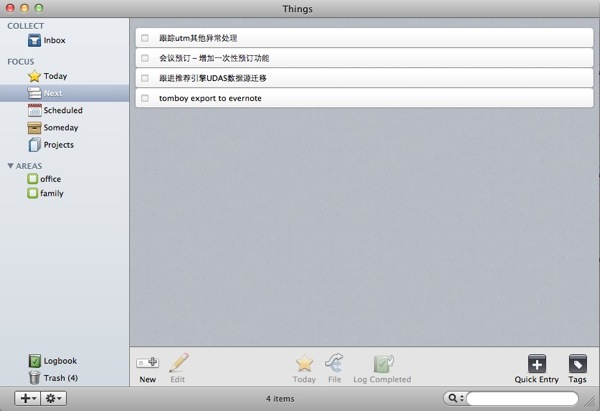 Things
COLLECT
Inbox
FOCUS
Today
Next
Scheduled
Someday
Projects
AREAS
office
family
Logbook
Trash (4)
跟踪utm其他异常处理
会议预订 – 增加一次性预订功能
跟进推荐引擎UDAS数据源迁移
tomboy export to evernote
New
Edit
Today
File
Log Completed
Quick Entry
Tags
4 items